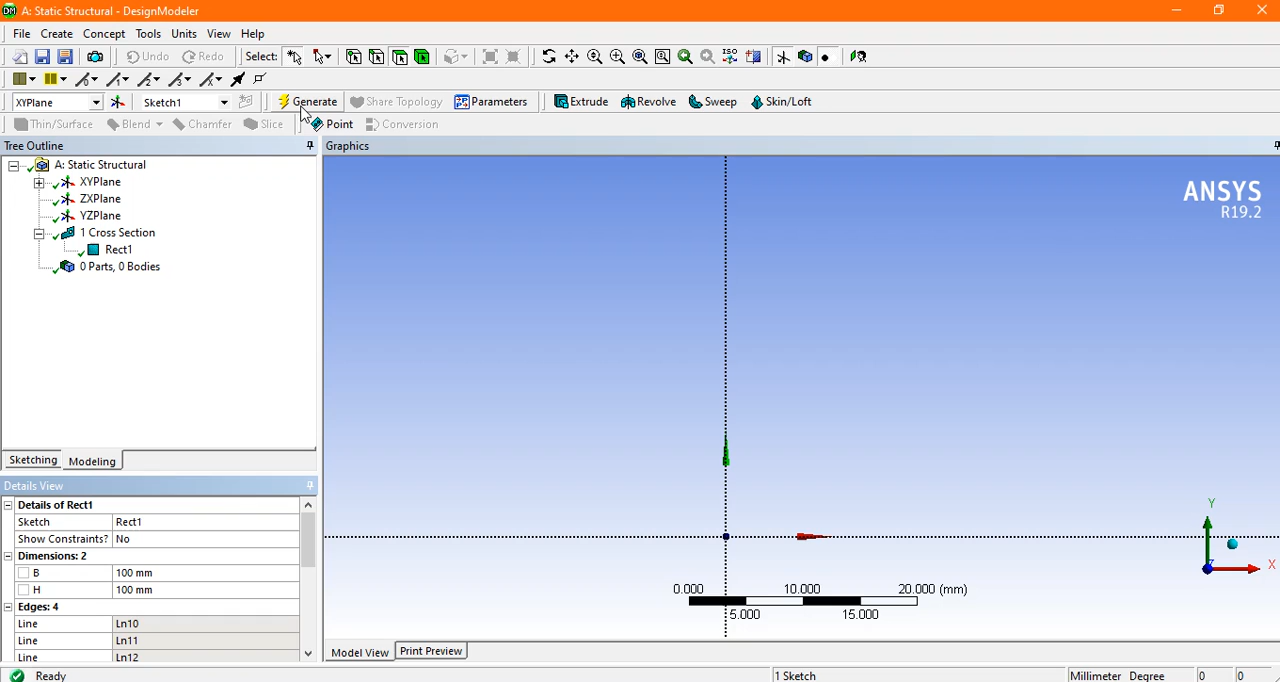 DM A: Static Structural - DesignModeler
File Create Concept Tools Units View Help
Undo Redo Select: ISO
XYPlane Sketch1 Generate Share Topology Parameters Extrude Revolve Sweep Skin/Loft
Thin/Surface Blend Chamfer Slice Point Conversion
Tree Outline
A: Static Structural
XYPlane
ZXPlane
YZPlane
1 Cross Section
Rect1
0 Parts, 0 Bodies
Sketching Modeling
Details View
Details of Rect1
Sketch Rect1
Show Constraints? No
Dimensions: 2
B 100 mm
H 100 mm
Edges: 4
Line Ln10
Line Ln11
Line Ln12
Graphics
ANSYS
R19.2
Y
X
Z
0.000 10.000 20.000 (mm)
5.000 15.000
Model View Print Preview
Ready 1 Sketch Millimeter Degree 0 0